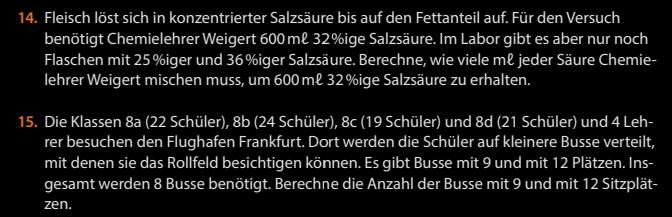 14. Fleisch löst sich in konzentrierter Salzsäure bis auf den Fettanteil auf. Für den Versuch
benötigt Chemielehrer Weigert 600 mℓ 32 %ige Salzsäure. Im Labor gibt es aber nur noch
Flaschen mit 25 %iger und 36 %iger Salzsäure. Berechne, wie viele mℓ jeder Säure Chemie-
lehrer Weigert mischen muss, um 600 mℓ 32 %ige Salzsäure zu erhalten.
15. Die Klassen 8a (22 Schüler), 8b (24 Schüler), 8c (19 Schüler) und 8d (21 Schüler) und 4 Leh-
rer besuchen den Flughafen Frankfurt. Dort werden die Schüler auf kleinere Busse verteilt,
mit denen sie das Rollfeld besichtigen können. Es gibt Busse mit 9 und mit 12 Plätzen. Ins-
gesamt werden 8 Busse benötigt. Berechne die Anzahl der Busse mit 9 und mit 12 Sitzplät-
zen.